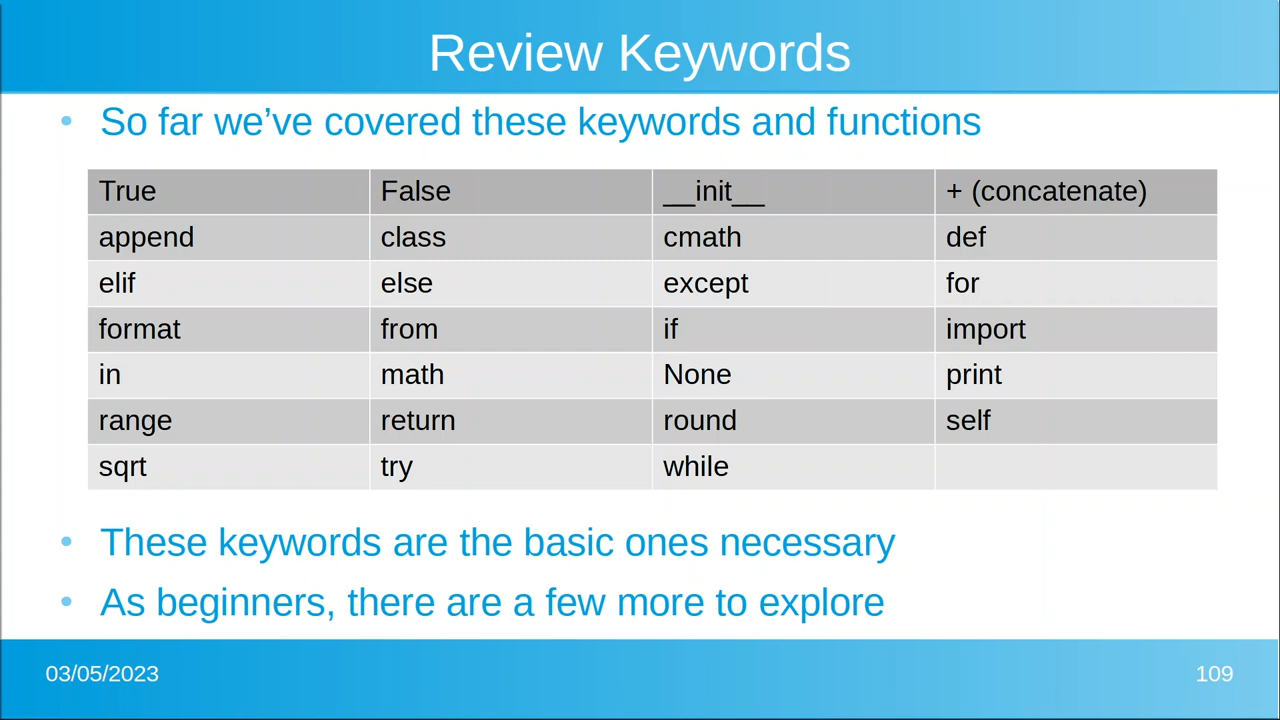 Review Keywords
• So far we’ve covered these keywords and functions
True False __init__ + (concatenate)
append class cmath def
elif else except for
format from if import
in math None print
range return round self
sqrt try while
• These keywords are the basic ones necessary
• As beginners, there are a few more to explore
03/05/2023 109